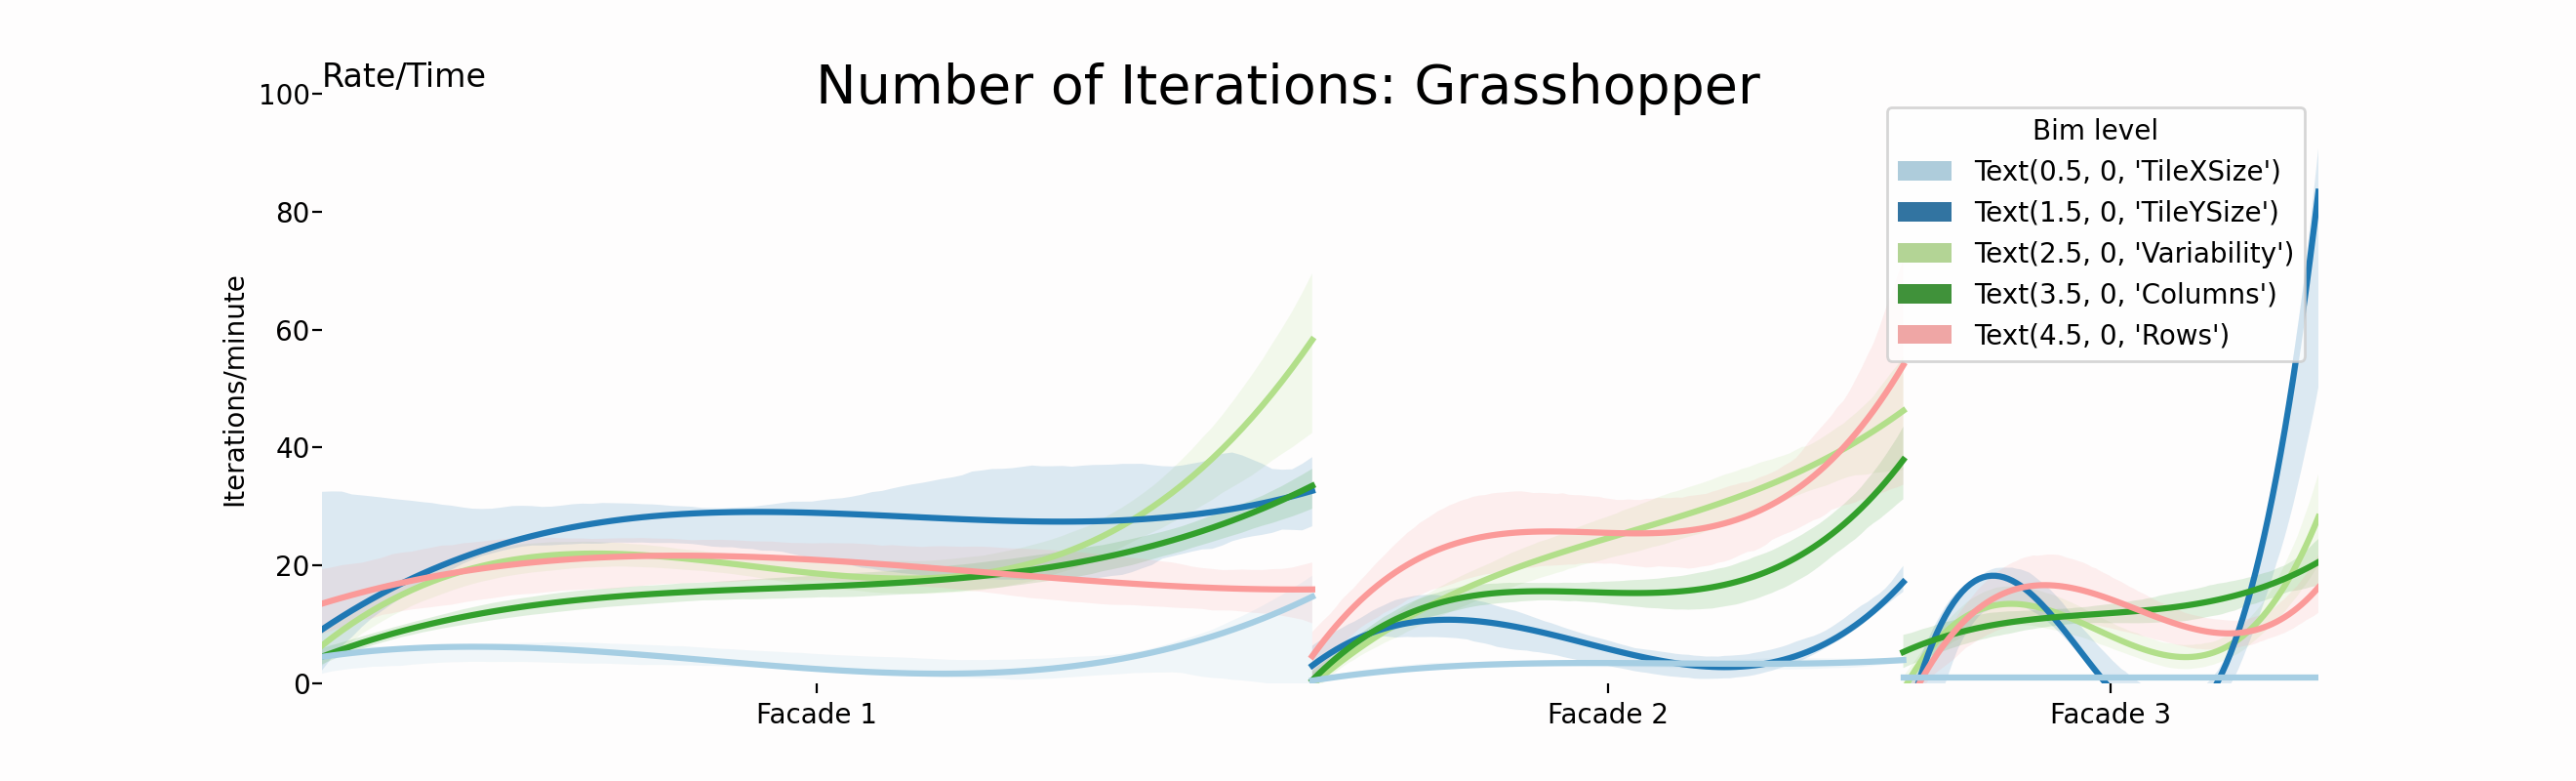 Rate/Time
Number of Iterations: Grasshopper
100
80
60
40
20
0
Iterations/minute
Bim level
Text(0.5, 0, 'TileXSize')
Text(1.5, 0, 'TileYSize')
Text(2.5, 0, 'Variability')
Text(3.5, 0, 'Columns')
Text(4.5, 0, 'Rows')
Facade 1
Facade 2
Facade 3